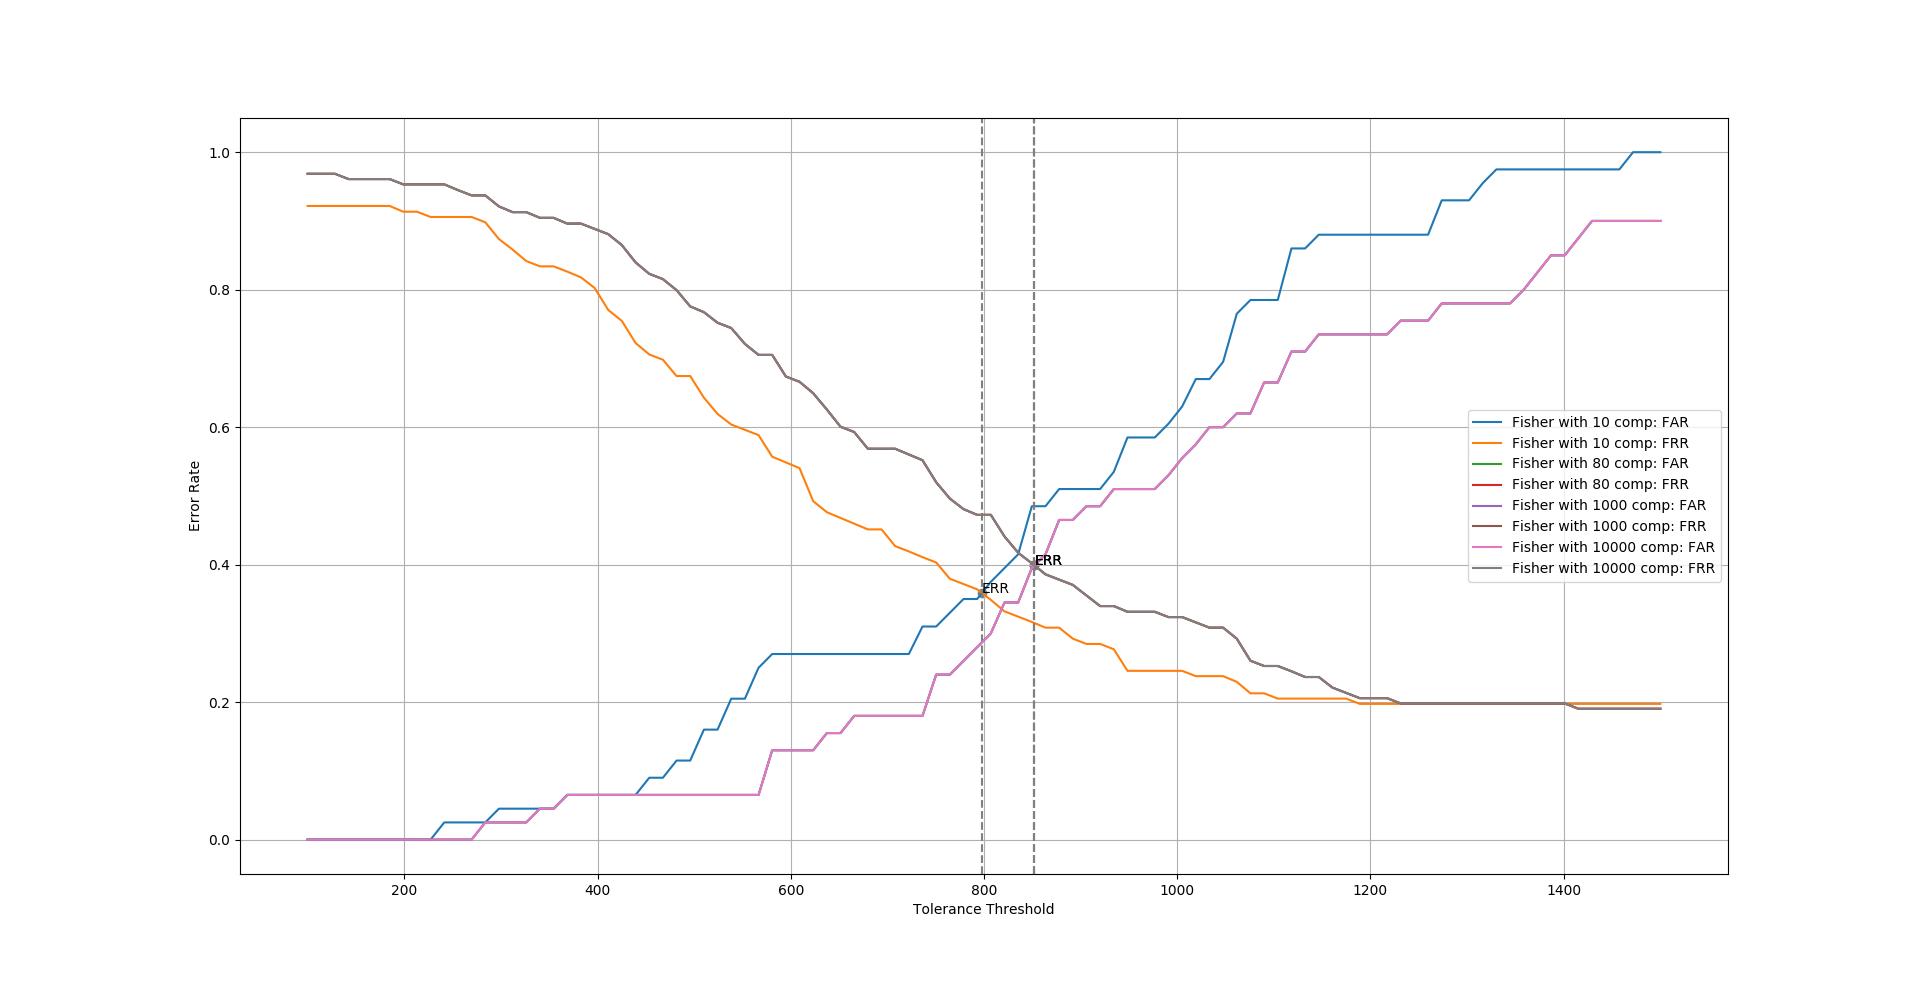 1.0
0.8
0.6
0.4
0.2
0.0
Error Rate
200 400 600 800 1000 1200 1400
Tolerance Threshold
ERR
ERR
Fisher with 10 comp: FAR
Fisher with 10 comp: FRR
Fisher with 80 comp: FAR
Fisher with 80 comp: FRR
Fisher with 1000 comp: FAR
Fisher with 1000 comp: FRR
Fisher with 10000 comp: FAR
Fisher with 10000 comp: FRR